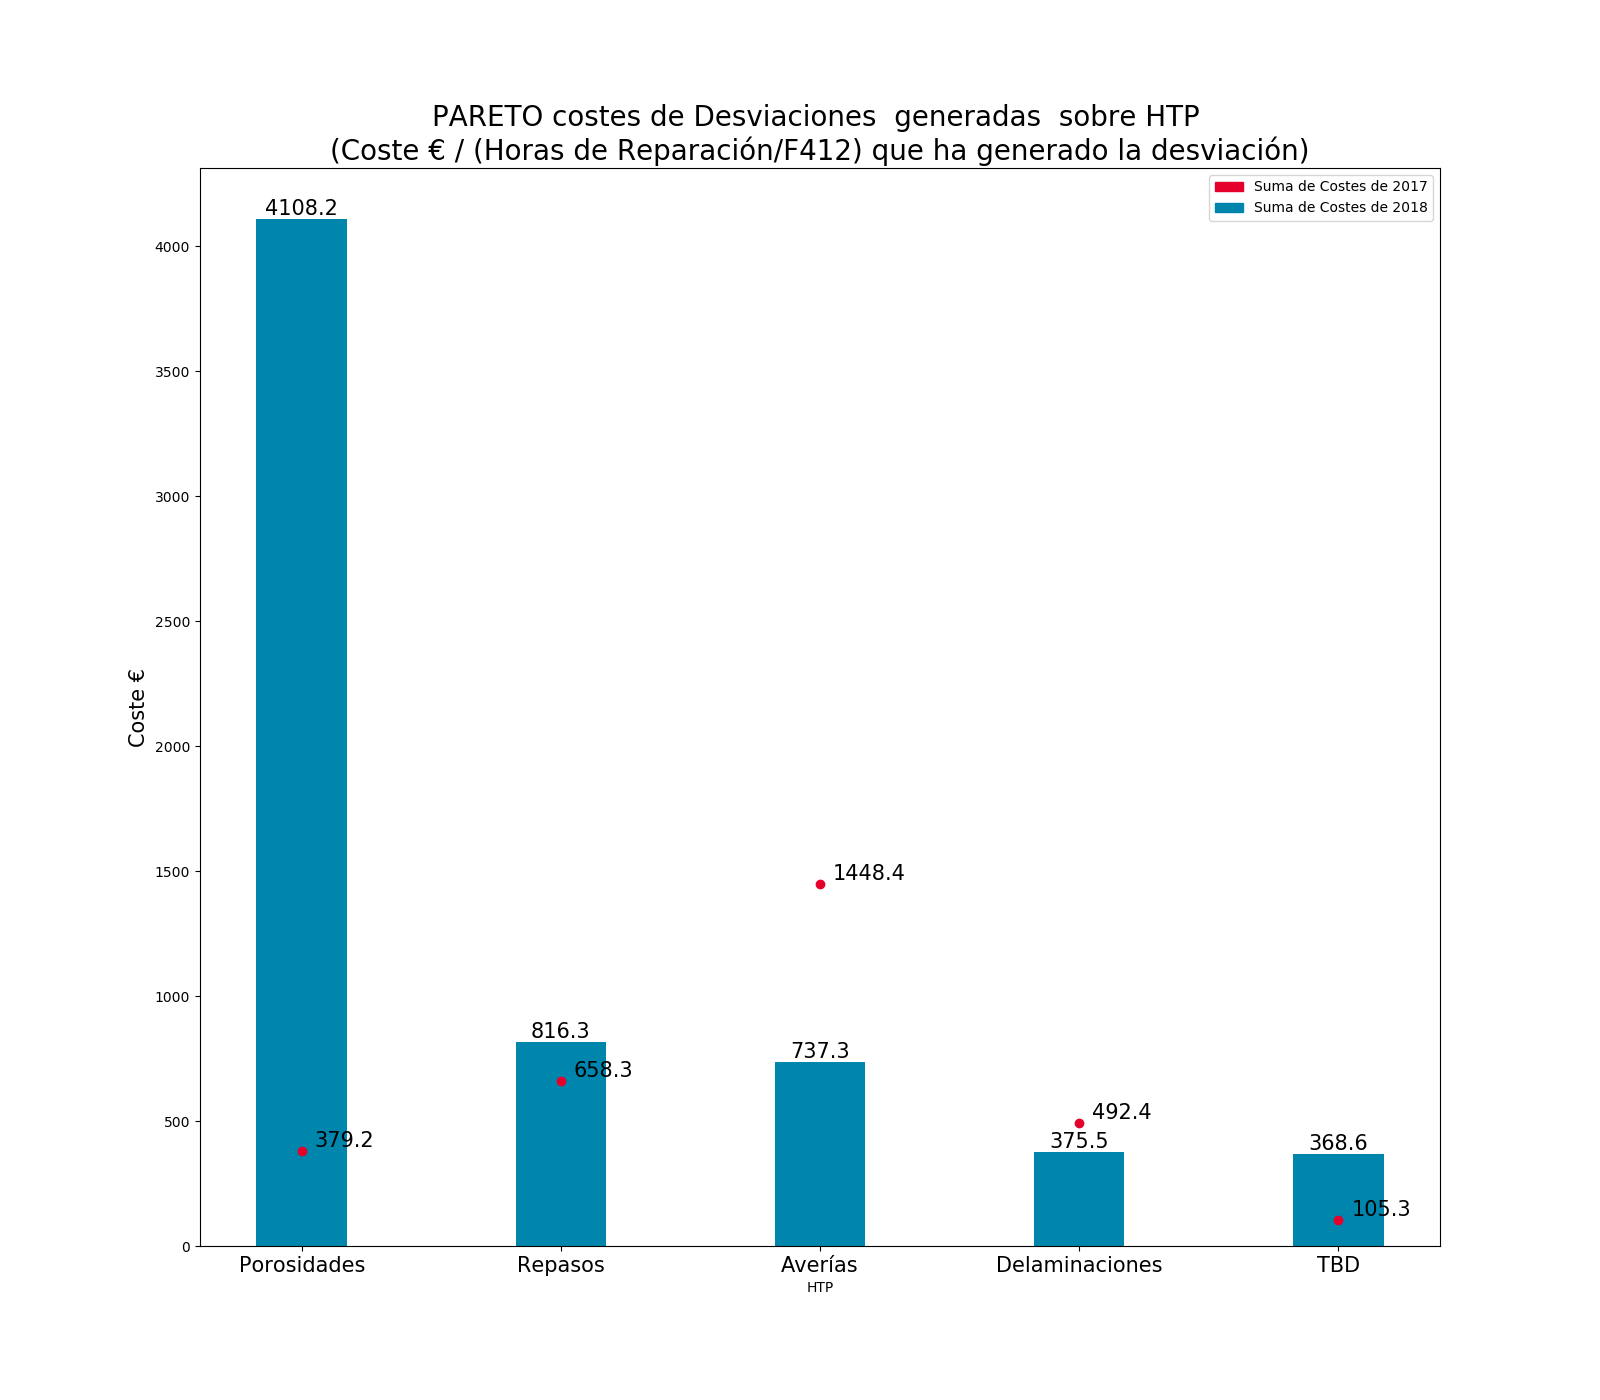 PARETO costes de Desviaciones  generadas  sobre HTP
(Coste € / (Horas de Reparación/F412) que ha generado la desviación)
Suma de Costes de 2017
Suma de Costes de 2018
Coste €
4000
3500
3000
2500
2000
1500
1000
500
0
4108.2
379.2
816.3
658.3
1448.4
737.3
492.4
375.5
368.6
105.3
Porosidades
Repasos
Averías
Delaminaciones
TBD
HTP